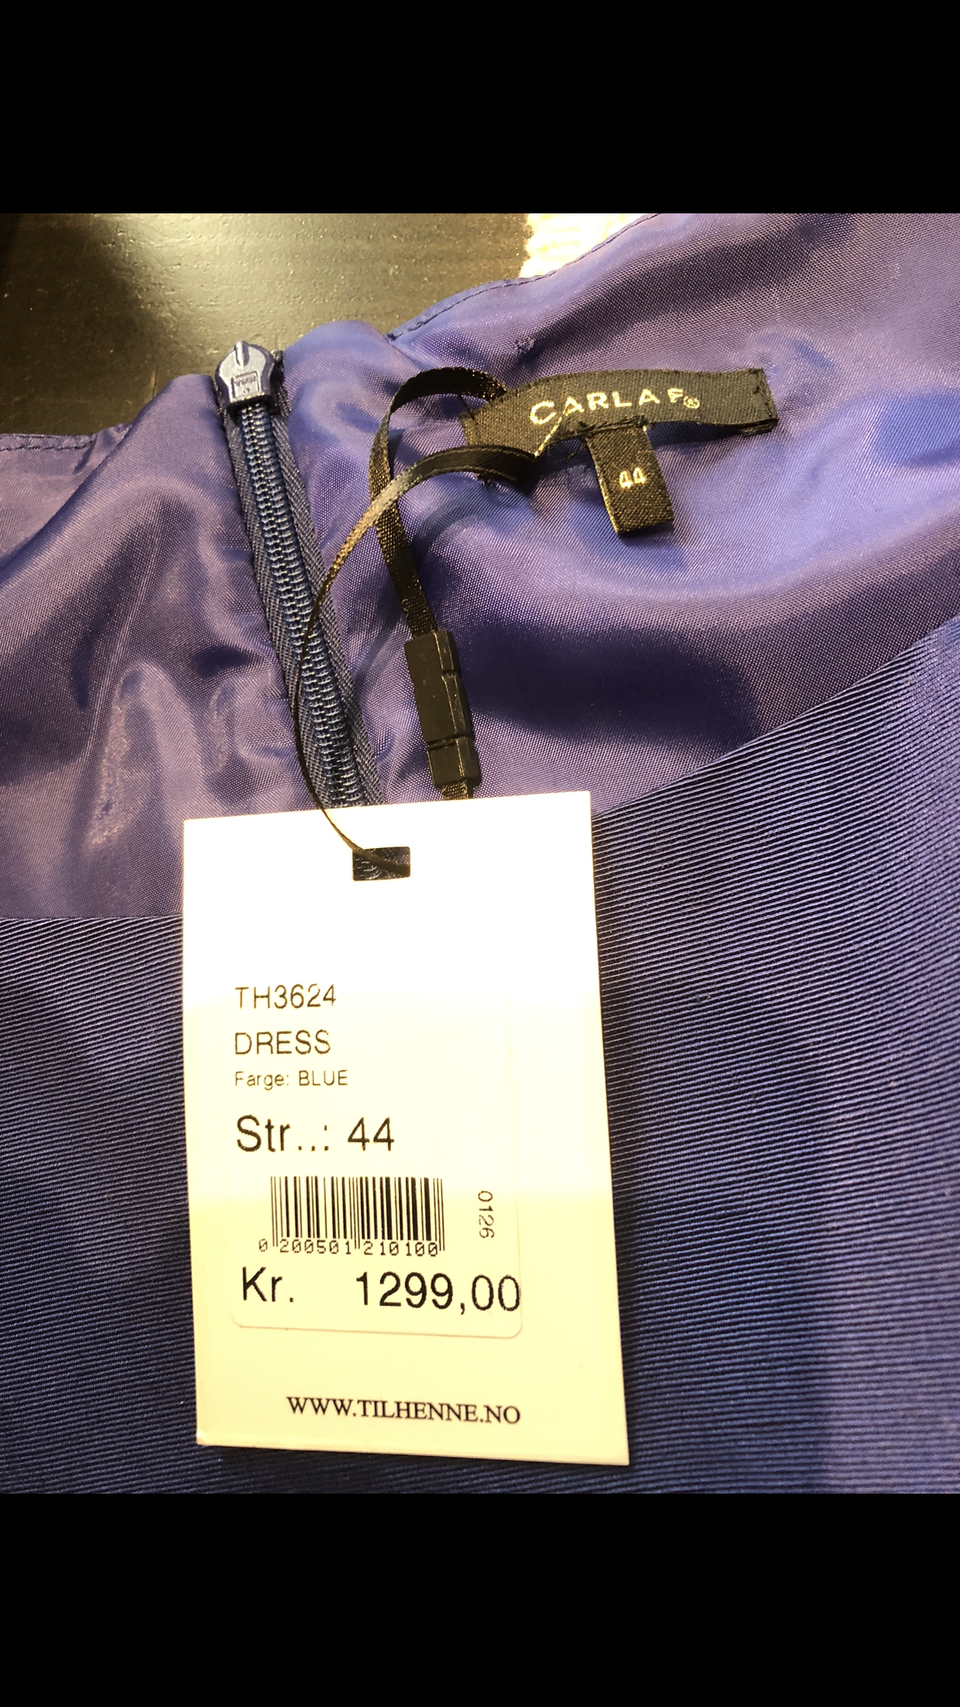 CARLA F®
44
TH3624
DRESS
Farge: BLUE
Str..: 44
0126
0 200501 210100
Kr. 1299,00
WWW.TILHENNE.NO